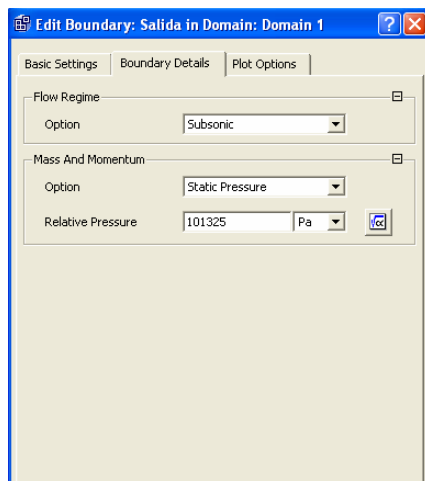 Edit Boundary: Salida in Domain: Domain 1
Basic Settings Boundary Details Plot Options
Flow Regime
Option Subsonic
Mass And Momentum
Option Static Pressure
Relative Pressure 101325 Pa